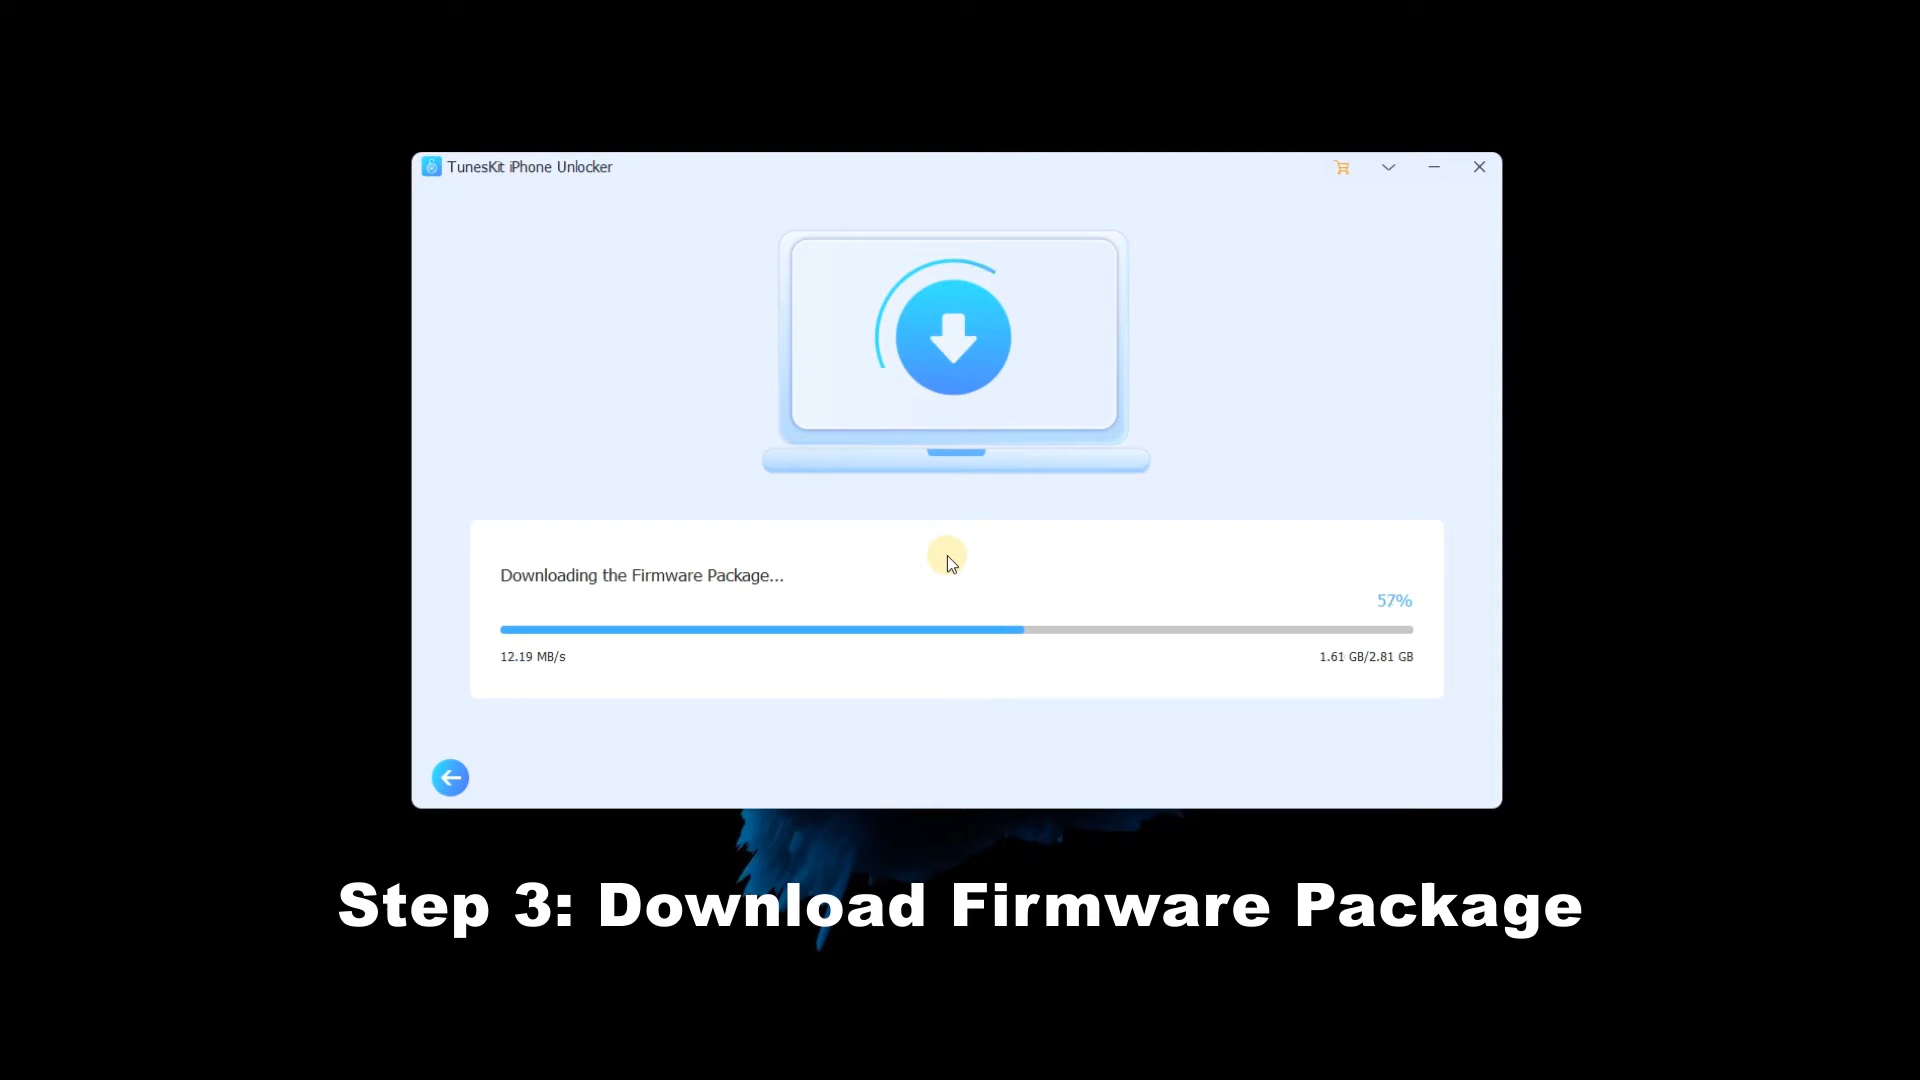 TunesKit iPhone Unlocker
Downloading the Firmware Package...
57%
12.19 MB/s
1.61 GB/2.81 GB
Step 3: Download Firmware Package